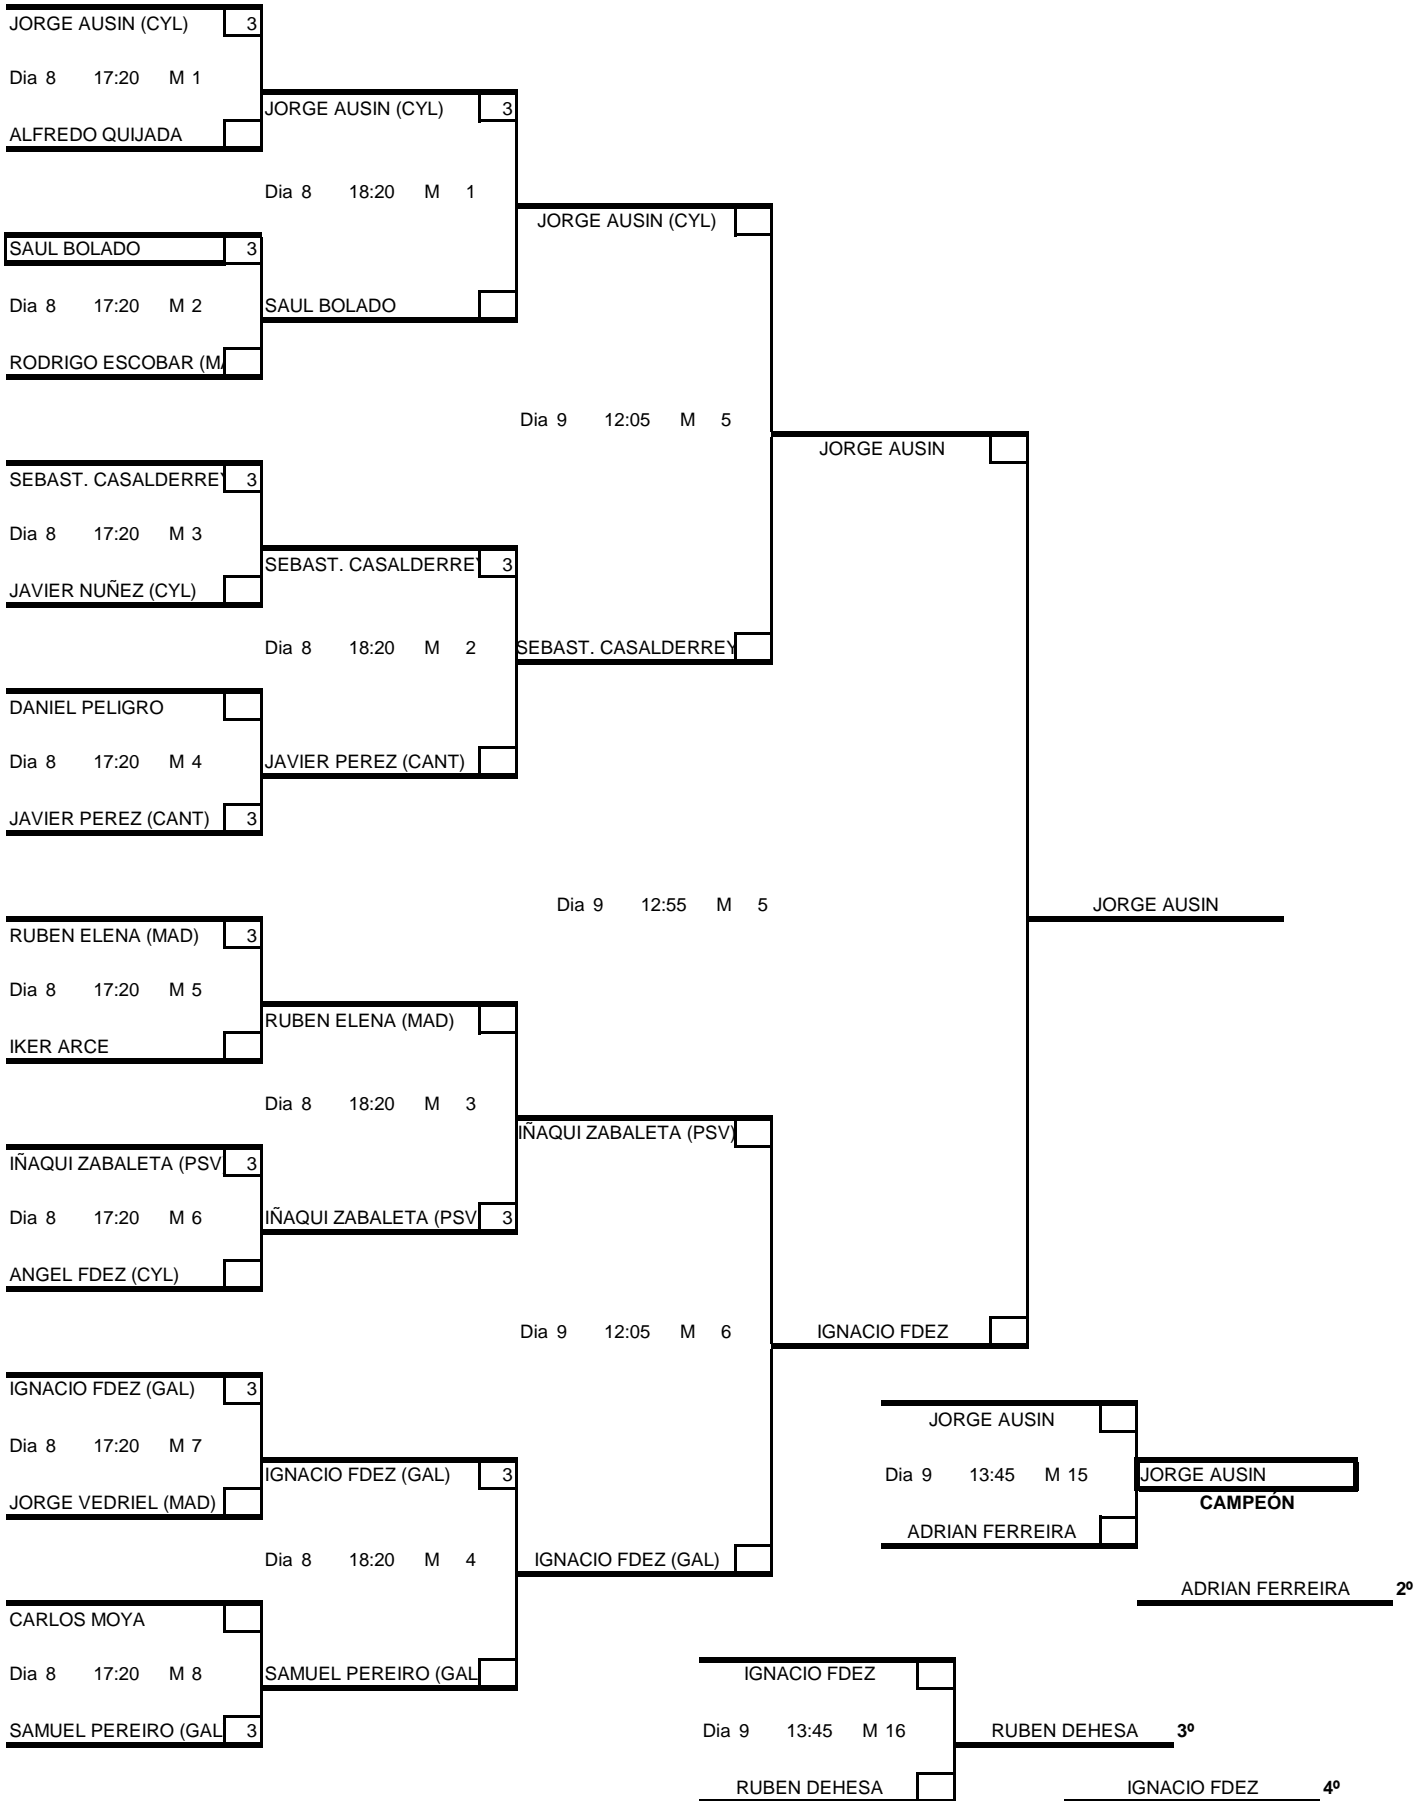 JORGE AUSIN (CYL) 3
Dia 8 17:20 M 1
JORGE AUSIN (CYL) 3
ALFREDO QUIJADA
Dia 8 18:20 M 1
JORGE AUSIN (CYL)
SAUL BOLADO 3
Dia 8 17:20 M 2 SAUL BOLADO
RODRIGO ESCOBAR (MA
Dia 9 12:05 M 5
JORGE AUSIN
SEBAST. CASALDERREY 3
Dia 8 17:20 M 3
SEBAST. CASALDERREY 3
JAVIER NUÑEZ (CYL)
Dia 8 18:20 M 2 SEBAST. CASALDERREY
DANIEL PELIGRO
Dia 8 17:20 M 4 JAVIER PEREZ (CANT)
JAVIER PEREZ (CANT) 3
Dia 9 12:55 M 5 JORGE AUSIN
RUBEN ELENA (MAD) 3
Dia 8 17:20 M 5
RUBEN ELENA (MAD)
IKER ARCE
Dia 8 18:20 M 3
IÑAQUI ZABALETA (PSV)
IÑAQUI ZABALETA (PSV 3
Dia 8 17:20 M 6 IÑAQUI ZABALETA (PSV 3
ANGEL FDEZ (CYL)
Dia 9 12:05 M 6 IGNACIO FDEZ
IGNACIO FDEZ (GAL) 3
JORGE AUSIN
Dia 8 17:20 M 7
IGNACIO FDEZ (GAL) 3 Dia 9 13:45 M 15 JORGE AUSIN
JORGE VEDRIEL (MAD) CAMPEÓN
ADRIAN FERREIRA
Dia 8 18:20 M 4 IGNACIO FDEZ (GAL)
ADRIAN FERREIRA 2º
CARLOS MOYA
Dia 8 17:20 M 8 SAMUEL PEREIRO (GAL IGNACIO FDEZ
SAMUEL PEREIRO (GAL 3 Dia 9 13:45 M 16 RUBEN DEHESA 3º
RUBEN DEHESA IGNACIO FDEZ 4º